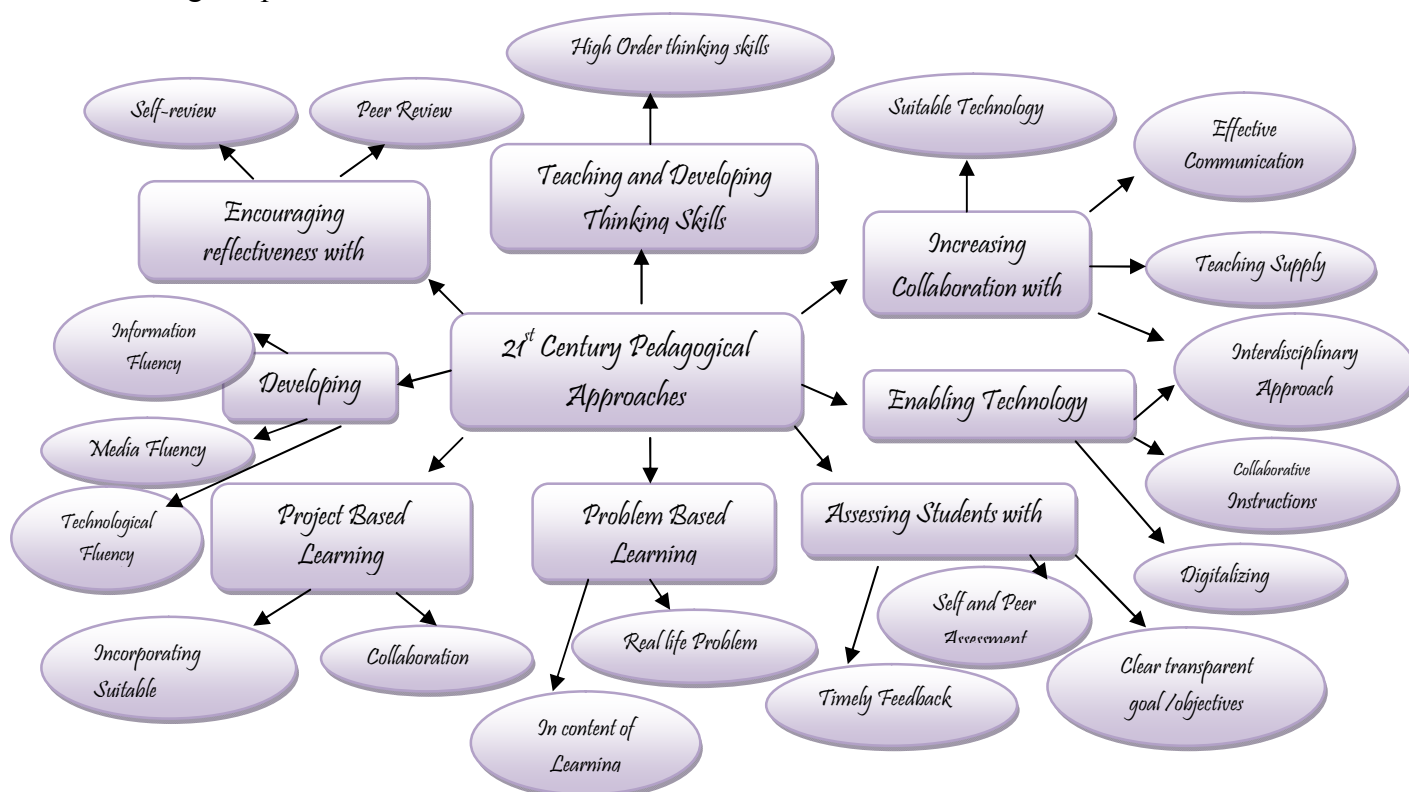 High Order thinking skills
Self-review
Peer Review
Suitable Technology
Effective
Communication
Teaching and Developing
Thinking Skills
Encouraging
reflectiveness with
Increasing
Collaboration with
Teaching Supply
Information
Fluency
21st Century Pedagogical
Approaches
Interdisciplinary
Approach
Developing
Enabling Technology
Media Fluency
Collaborative
Instructions
Technological
Fluency
Project Based
Learning
Problem Based
Learning
Assessing Students with
Digitalizing
Self and Peer
Assessment
Incorporating
Suitable
Collaboration
Real life Problem
Timely Feedback
Clear transparent
goal /objectives
In content of
Learning